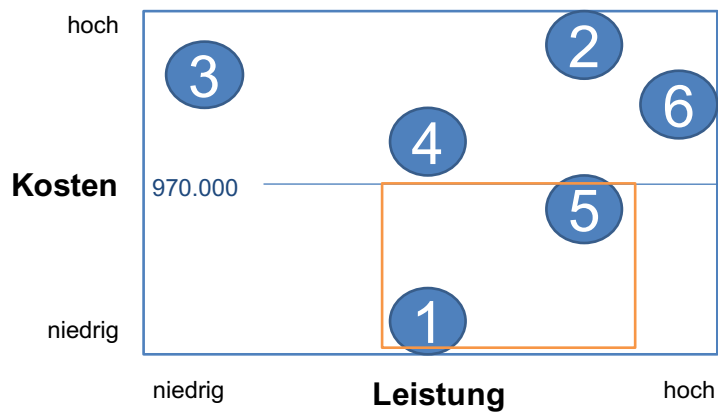 hoch
2
3
6
4
Kosten
970.000
5
1
niedrig
niedrig
Leistung
hoch